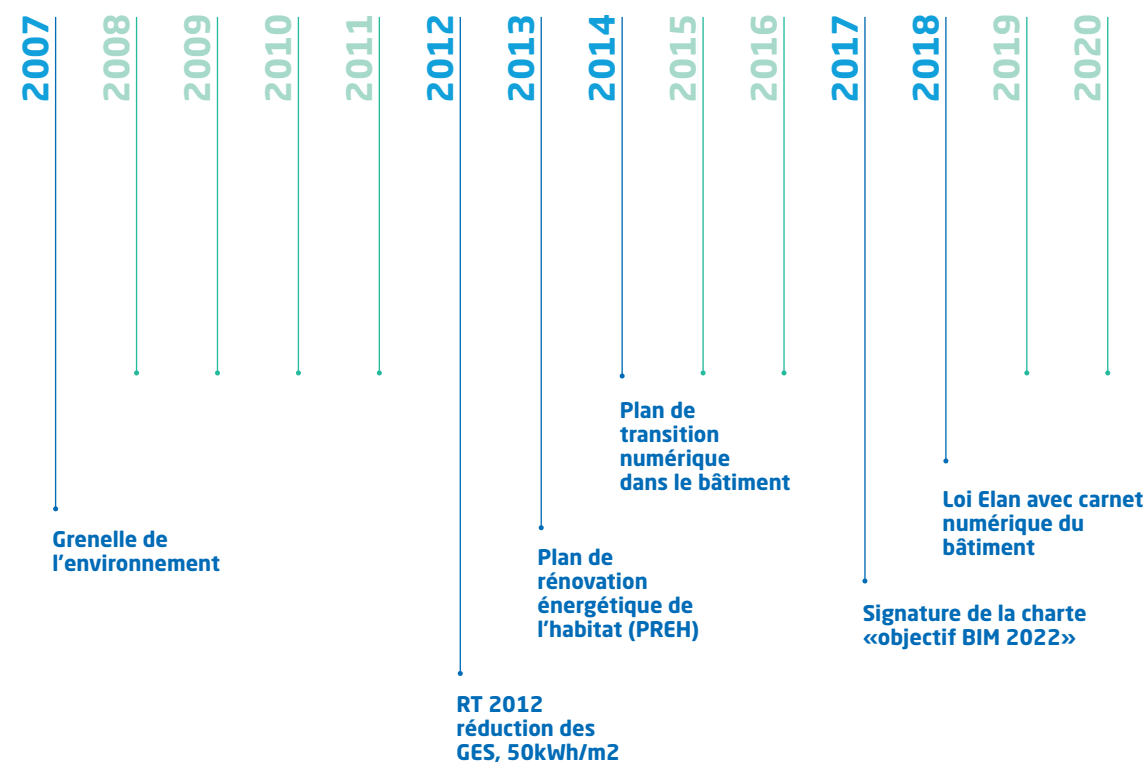 2007
2008
2009
2010
2011
2012
2013
2014
2015
2016
2017
2018
2019
2020
Grenelle de
l'environnement
RT 2012
réduction des
GES, 50kWh/m2
Plan de
rénovation
énergétique de
l'habitat (PREH)
Plan de
transition
numérique
dans le bâtiment
Signature de la charte
«objectif BIM 2022»
Loi Elan avec carnet
numérique du
bâtiment